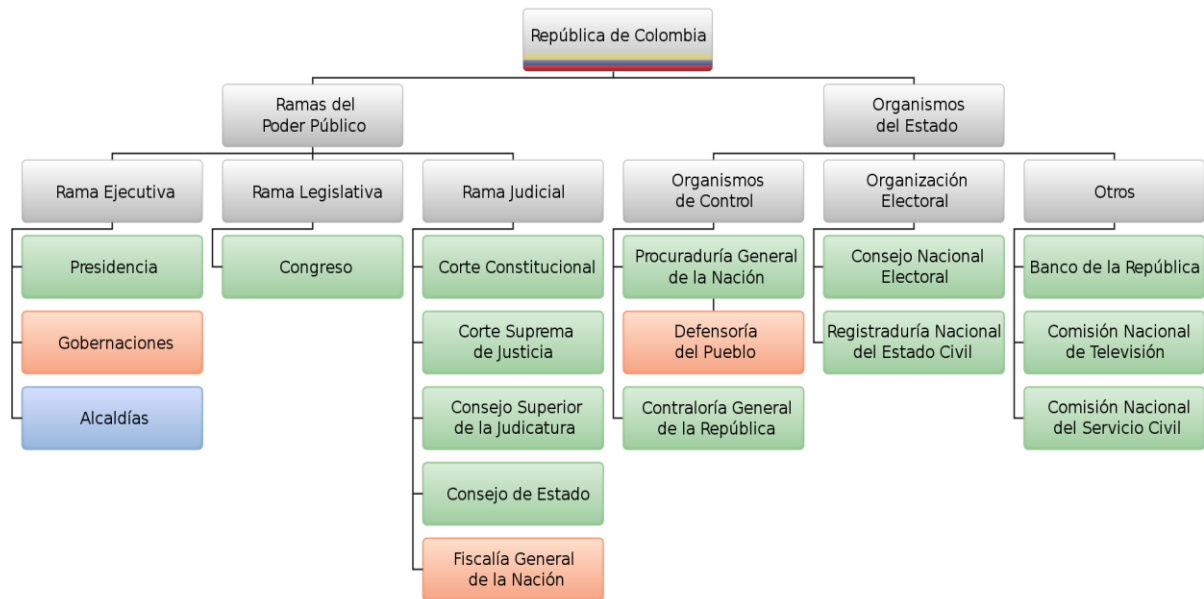 República de Colombia
Ramas del
Poder Público
Organismos
del Estado
Rama Ejecutiva
Rama Legislativa
Rama Judicial
Organismos
de Control
Organización
Electoral
Otros
Presidencia
Gobernaciones
Alcaldías
Congreso
Corte Constitucional
Corte Suprema
de Justicia
Consejo Superior
de la Judicatura
Consejo de Estado
Fiscalía General
de la Nación
Procuraduría General
de la Nación
Defensoría
del Pueblo
Contraloría General
de la República
Consejo Nacional
Electoral
Registraduría Nacional
del Estado Civil
Banco de la República
Comisión Nacional
de Televisión
Comisión Nacional
del Servicio Civil